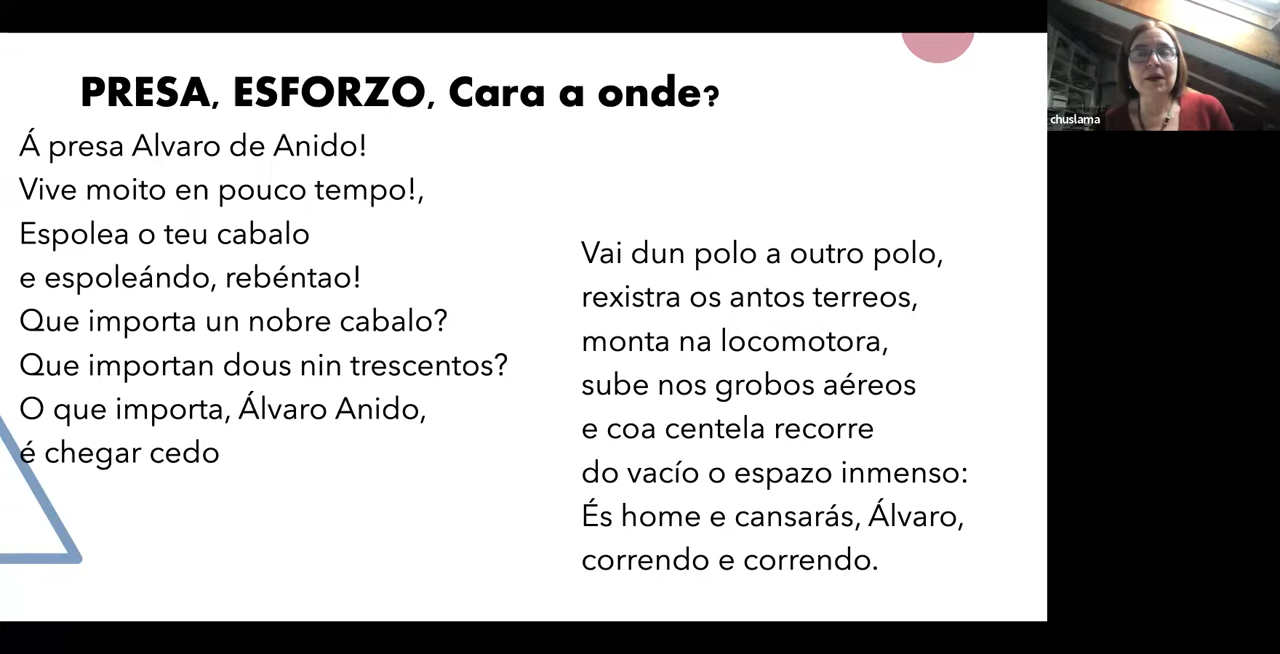 PRESA, ESFORZO, Cara a onde?
Á presa Alvaro de Anido!
Vive moito en pouco tempo!,
Espolea o teu cabalo
e espoleándo, rebéntao!
Que importa un nobre cabalo?
Que importan dous nin trescentos?
O que importa, Álvaro Anido,
é chegar cedo
Vai dun polo a outro polo,
rexistra os antos terreos,
monta na locomotora,
sube nos grobos aéreos
e coa centela recorre
do vacío o espazo inmenso:
És home e cansarás, Álvaro,
correndo e correndo.
chuslama